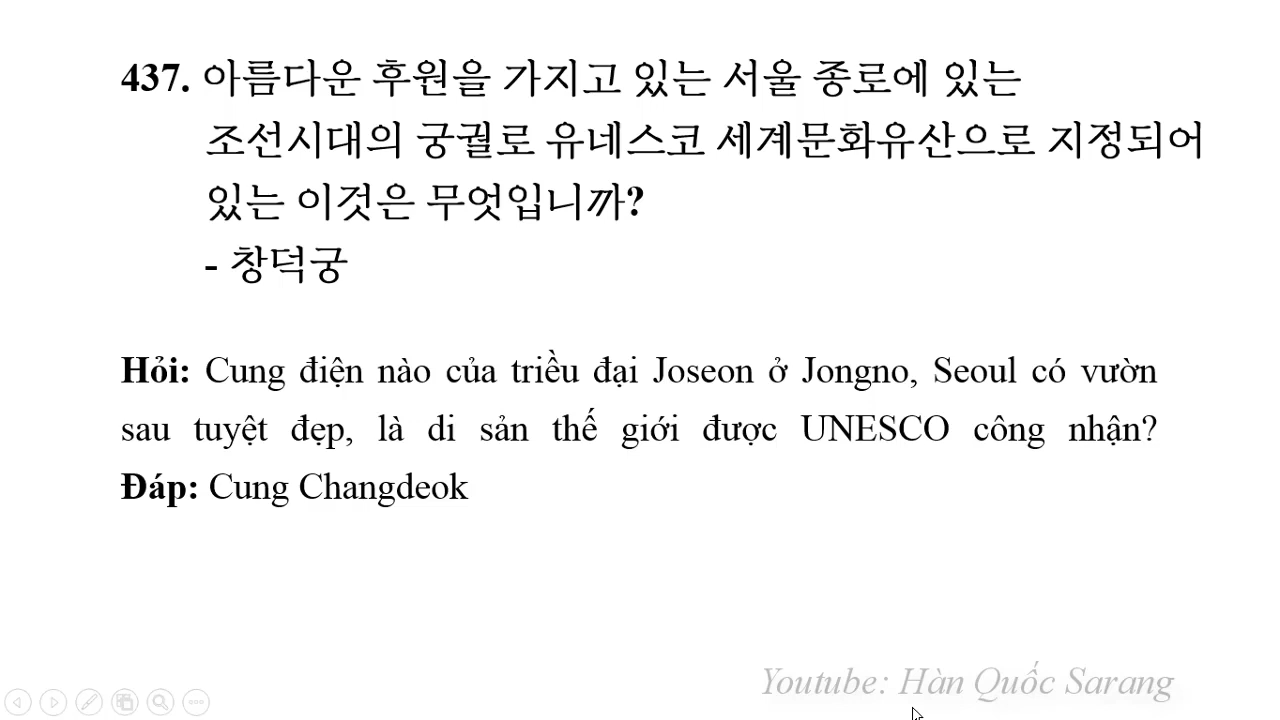 437. 아름다운 후원을 가지고 있는 서울 종로에 있는
조선시대의 궁궐로 유네스코 세계문화유산으로 지정되어
있는 이것은 무엇입니까?
- 창덕궁
Hỏi: Cung điện nào của triều đại Joseon ở Jongno, Seoul có vườn
sau tuyệt đẹp, là di sản thế giới được UNESCO công nhận?
Đáp: Cung Changdeok
Youtube: Hàn Quốc Sarang